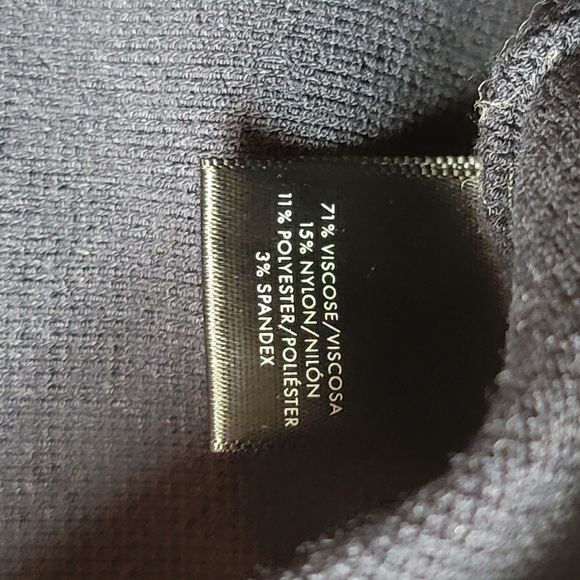 71% VISCOSE/VISCOSA
15% NYLON/NILÓN
11% POLYESTER/POLIÉSTER
3% SPANDEX